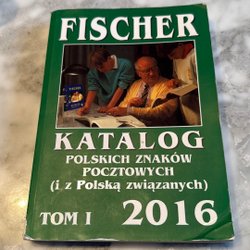 FISCHER
KATALOG
POLSKICH ZNAKÓW
POCZTOWYCH
(i z Polską związanych)
TOM I 2016